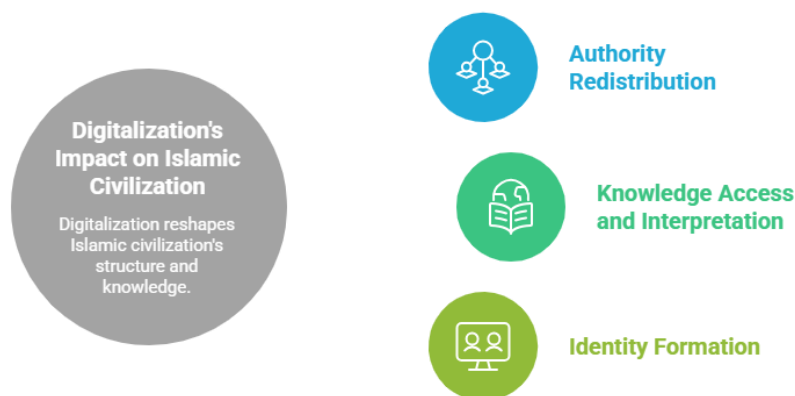 Digitalization's
Impact on Islamic
Civilization
Digitalization reshapes
Islamic civilization's
structure and
knowledge.
Authority
Redistribution
Knowledge Access
and Interpretation
Identity Formation